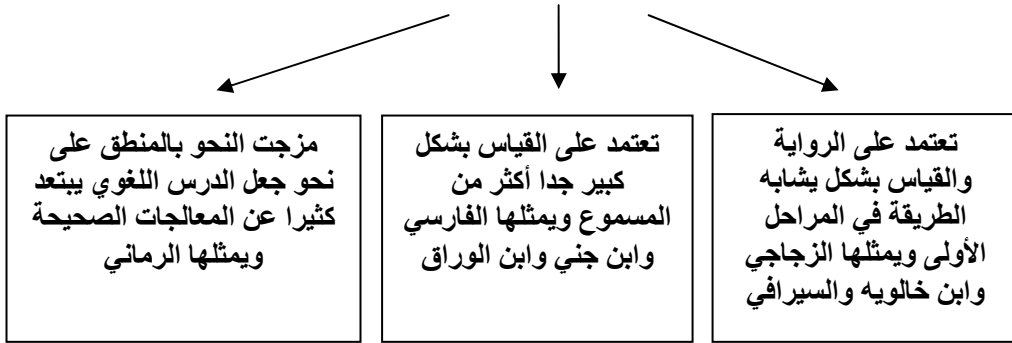 تعتمد على الرواية
والقياس بشكل يشابه
الطريقة في المراحل
الأولى ويمثلها الزجاجي
وابن خالويه والسيرافي
تعتمد على القياس بشكل
كبير جدا أكثر من
المسموع ويمثلها الفارسي
وابن جني وابن الوراق
مزجت النحو بالمنطق على
نحو جعل الدرس اللغوي يبتعد
كثيرا عن المعالجات الصحيحة
ويمثلها الرماني